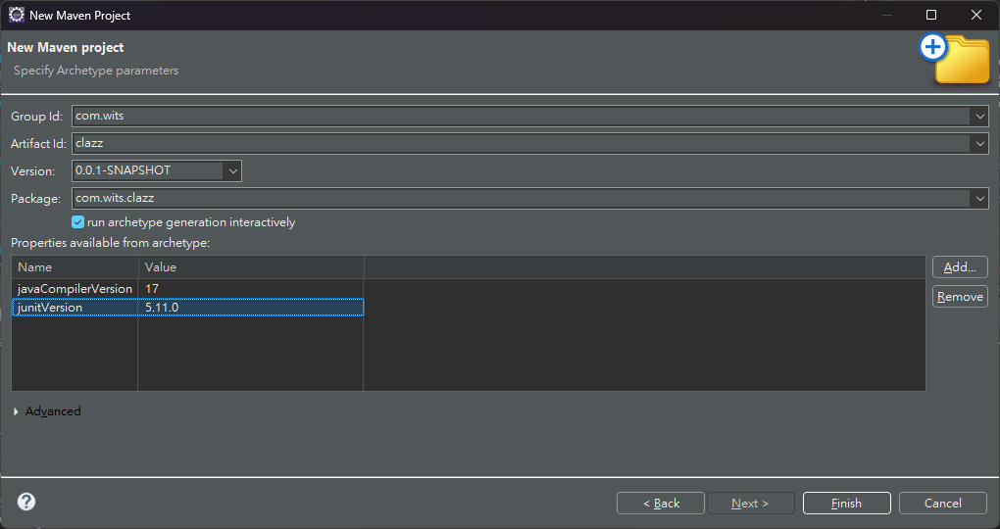 New Maven Project
New Maven project
Specify Archetype parameters
Group Id: com.wits
Artifact Id: clazz
Version: 0.0.1-SNAPSHOT
Package: com.wits.clazz
run archetype generation interactively
Properties available from archetype:
Name Value
Add...
javaCompilerVersion 17
Remove
junitVersion 5.11.0
Advanced
? < Back Next > Finish Cancel